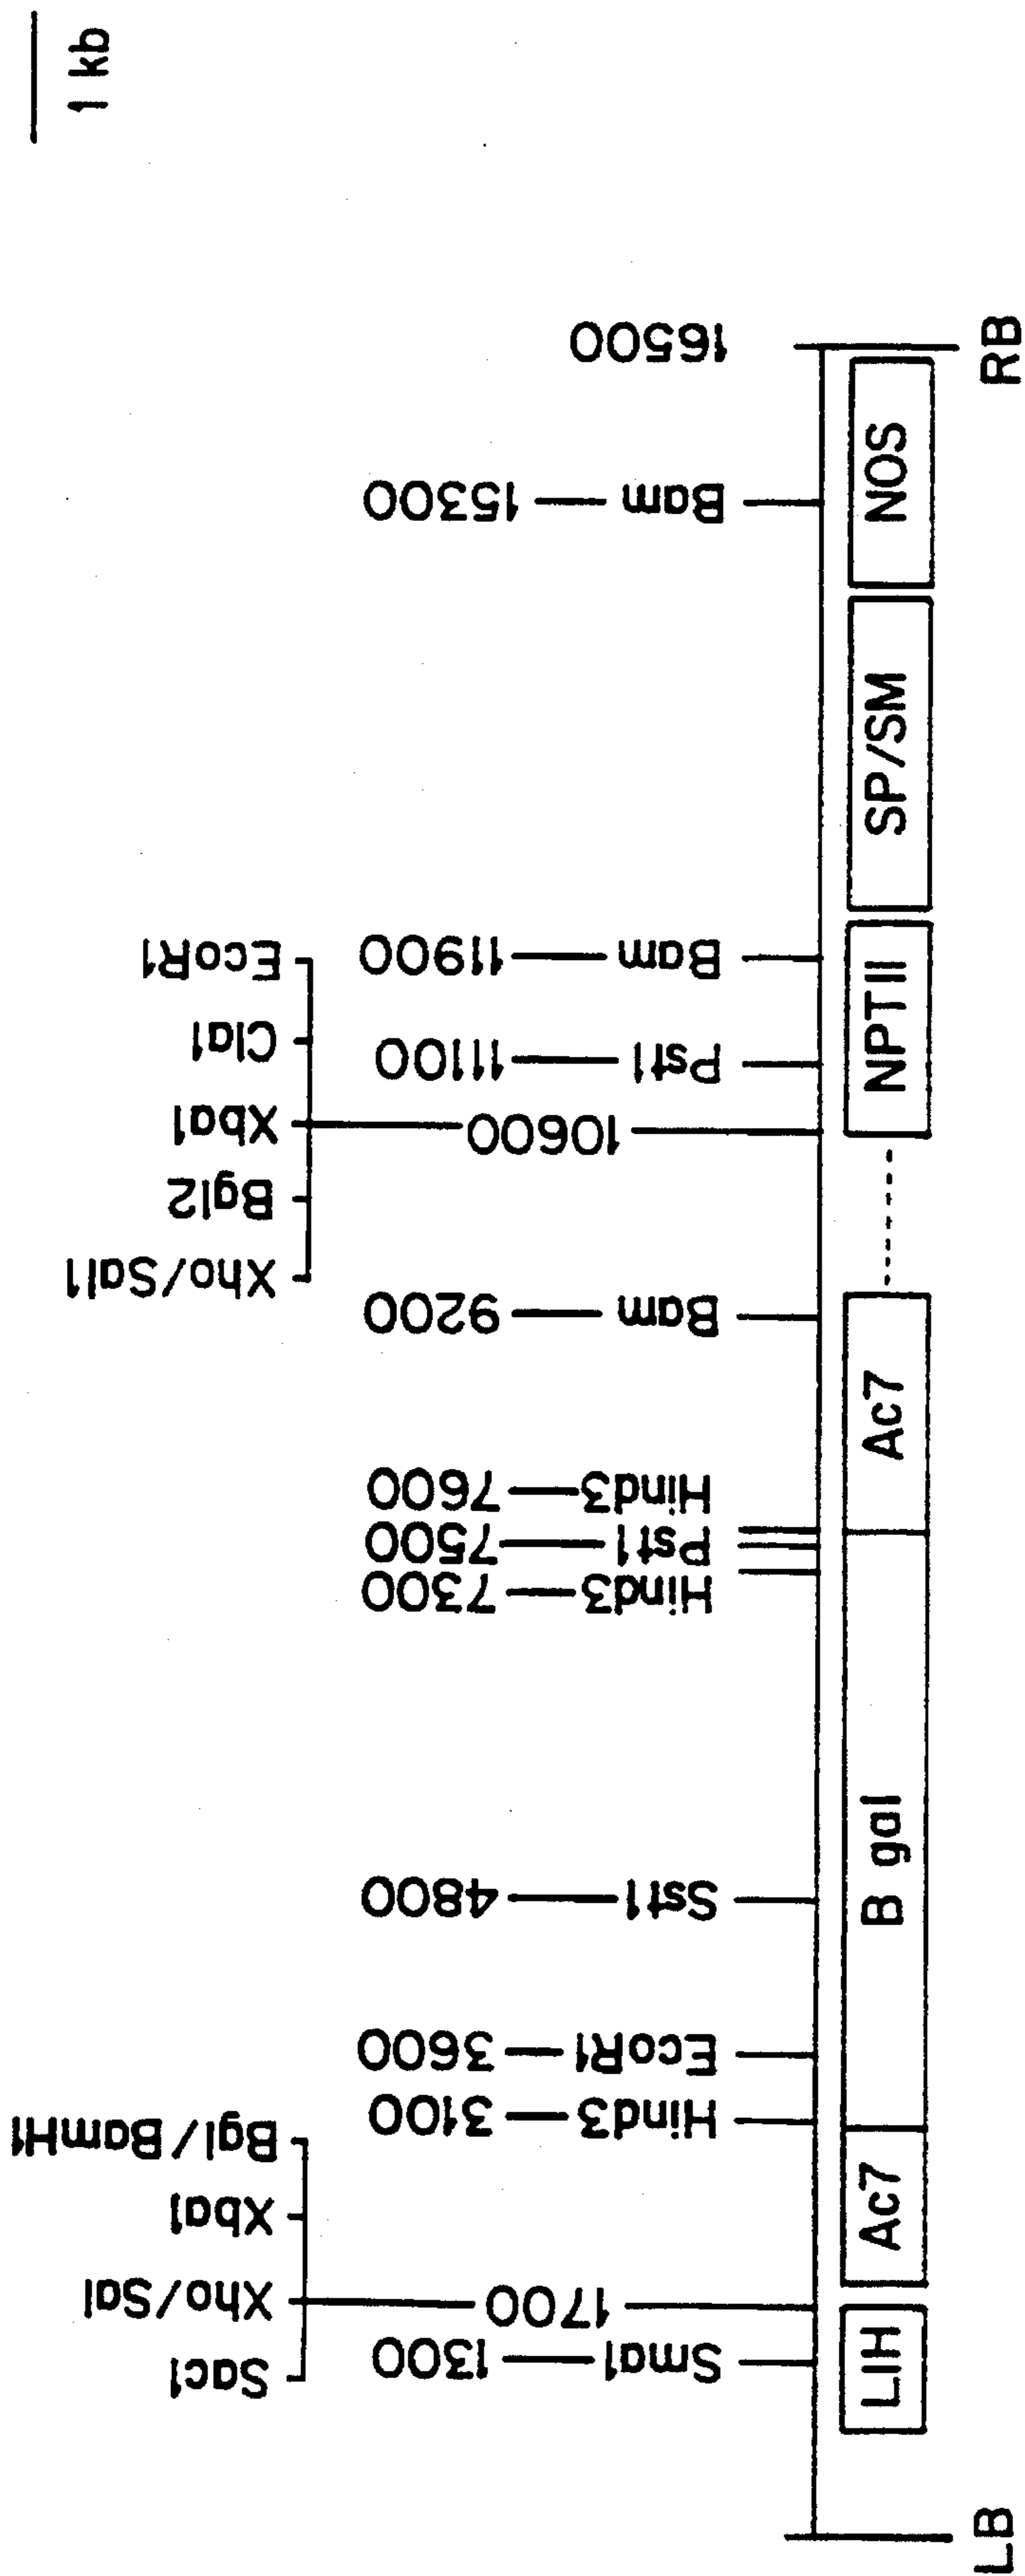 1 kb
Sac1
Xho/Sal
Xba1
Bgl/BamH1
Xho/Sal1
Bgl2
Xba1
Cla1
EcoR1
Sma1 — 1300
1700
Hind3 — 3100
EcoR1 — 3600
Sst1 — 4800
Hind3 — 7300
Pst1 — 7500
Hind3 — 7600
Bam — 9200
10600
Pst1 — 11100
Bam — 11900
Bam — 15300
16500
LIH
Ac7
B gal
Ac7
NPTII
SP/SM
NOS
LB
RB